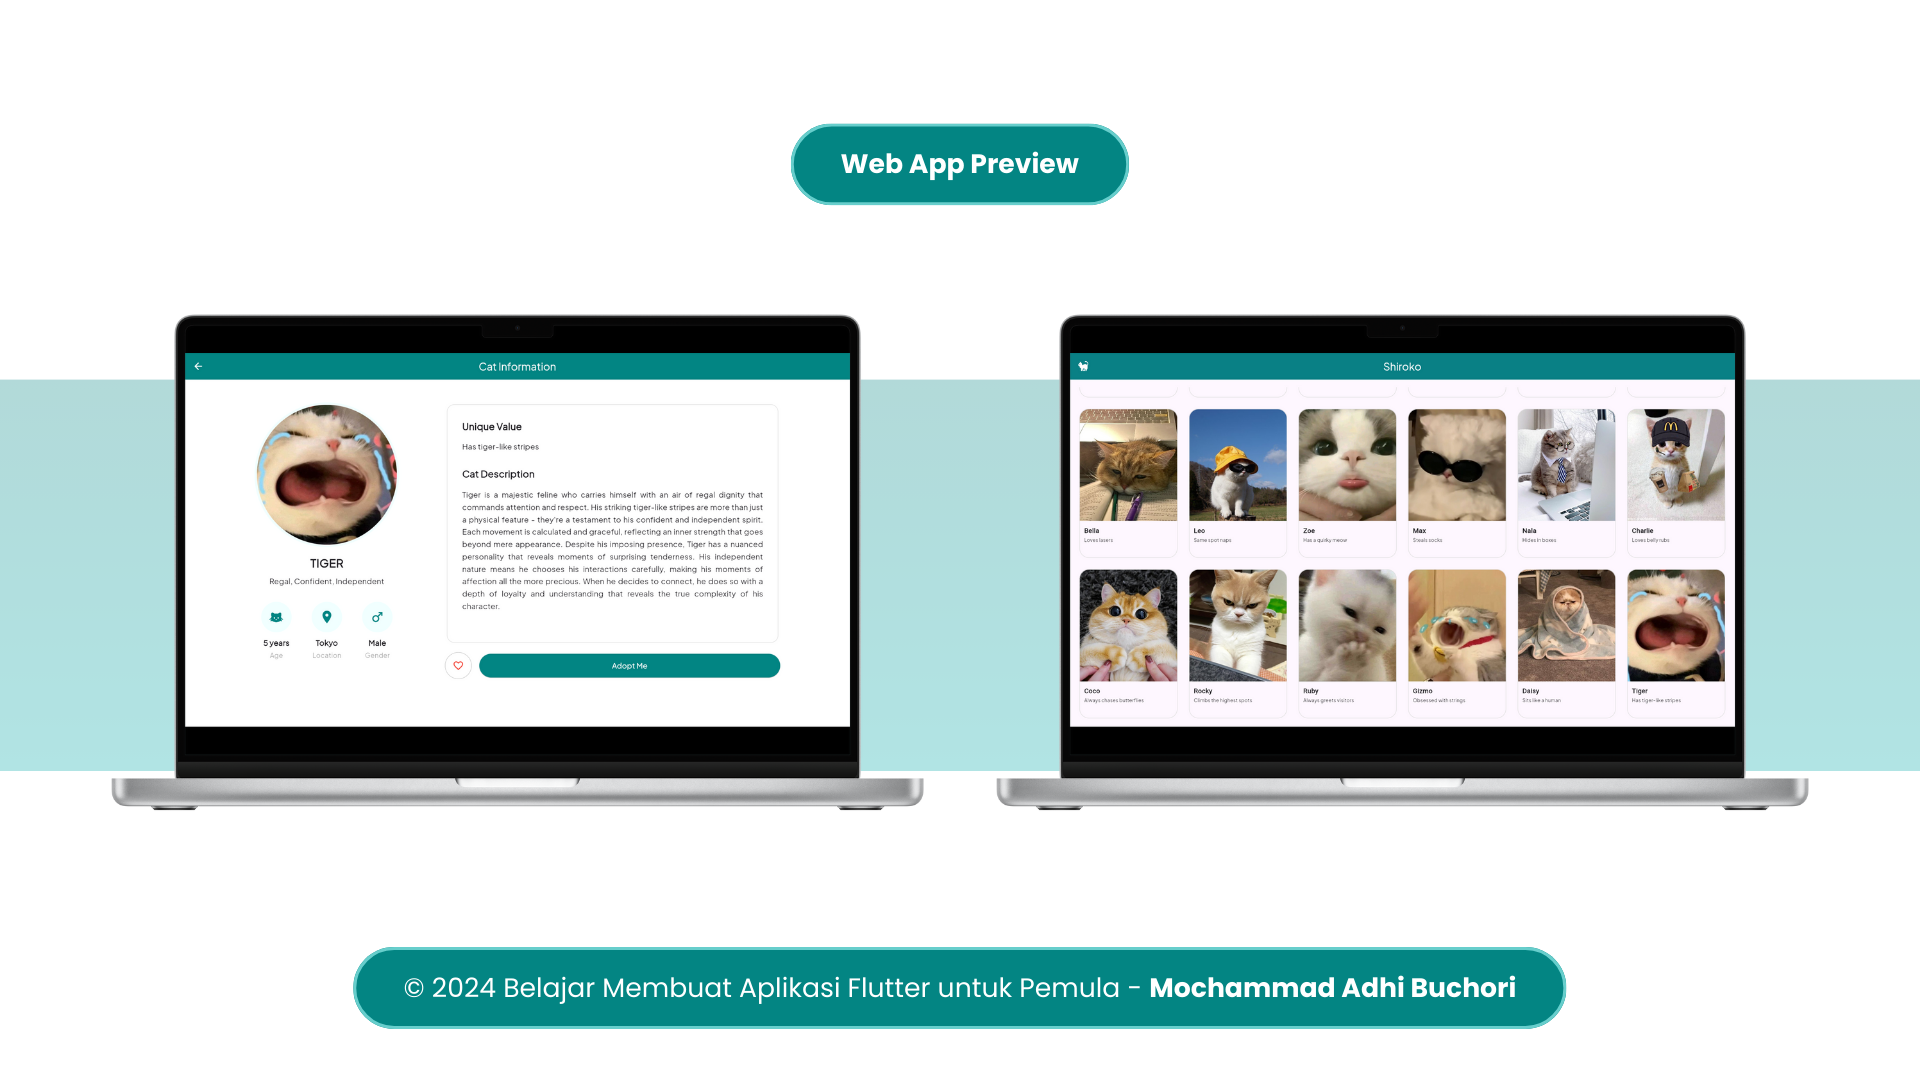 Web App Preview
Cat Information
TIGER
Regal, Confident, Independent
5 years
Tokyo
Male
Age
Location
Gender
Unique Value
Has tiger-like stripes
Cat Description
Tiger is a majestic feline who carries himself with an air of regal dignity that
commands attention and respect. His striking tiger-like stripes are more than just
a physical feature - they're a testament to his confident and independent spirit.
Each movement is calculated and graceful, reflecting an inner strength that goes
beyond mere appearance. Despite his imposing presence, Tiger has a nuanced
personality that reveals moments of surprising tenderness. His independent
nature means he chooses his interactions carefully, making his moments of
affection all the more precious. When he decides to connect, he does so with a
depth of loyalty and understanding that reveals the true complexity of his
character.
Adopt Me
Shiroko
Bella
Loves lasers
Leo
Same spot naps
Zoe
Has a quirky meow
Max
Steals socks
Nala
Hides in boxes
Charlie
Loves belly rubs
Coco
Always chases butterflies
Rocky
Climbs the highest spots
Ruby
Always greets visitors
Gizmo
Obsessed with strings
Daisy
Sits like a human
Tiger
Has tiger-like stripes
© 2024 Belajar Membuat Aplikasi Flutter untuk Pemula - Mochammad Adhi Buchori